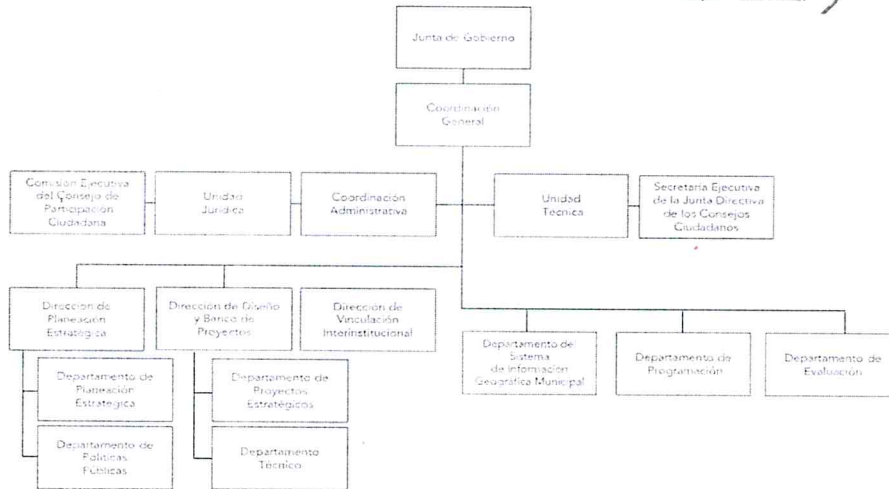 Junta de Gobierno
Coordinación
General
Comisión Ejecutiva
del Consejo de
Participación
Ciudadana
Unidad
Jurídica
Coordinación
Administrativa
Unidad
Técnica
Secretaría Ejecutiva
de la Junta Directiva
de los Consejos
Ciudadanos
Dirección de
Planeación
Estratégica
Dirección de Diseño
y Banco de
Proyectos
Dirección de
Vinculación
Interinstitucional
Departamento de
Planeación
Estratégica
Departamento de
Políticas
Públicas
Departamento de
Proyectos
Estratégicos
Departamento
Técnico
Departamento del
Sistema
de Información
Geográfica Municipal
Departamento de
Programación
Departamento de
Evaluación